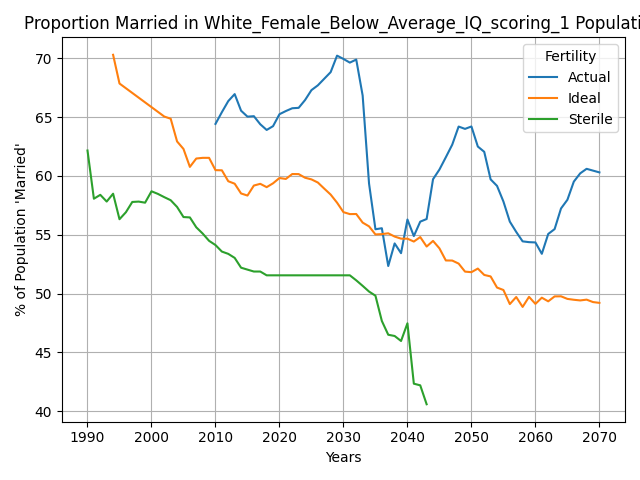 Proportion Married in White_Female_Below_Average_IQ_scoring_1 Populati
Fertility
Actual
Ideal
Sterile
% of Population 'Married'
70
65
60
55
50
45
40
1990 2000 2010 2020 2030 2040 2050 2060 2070
Years